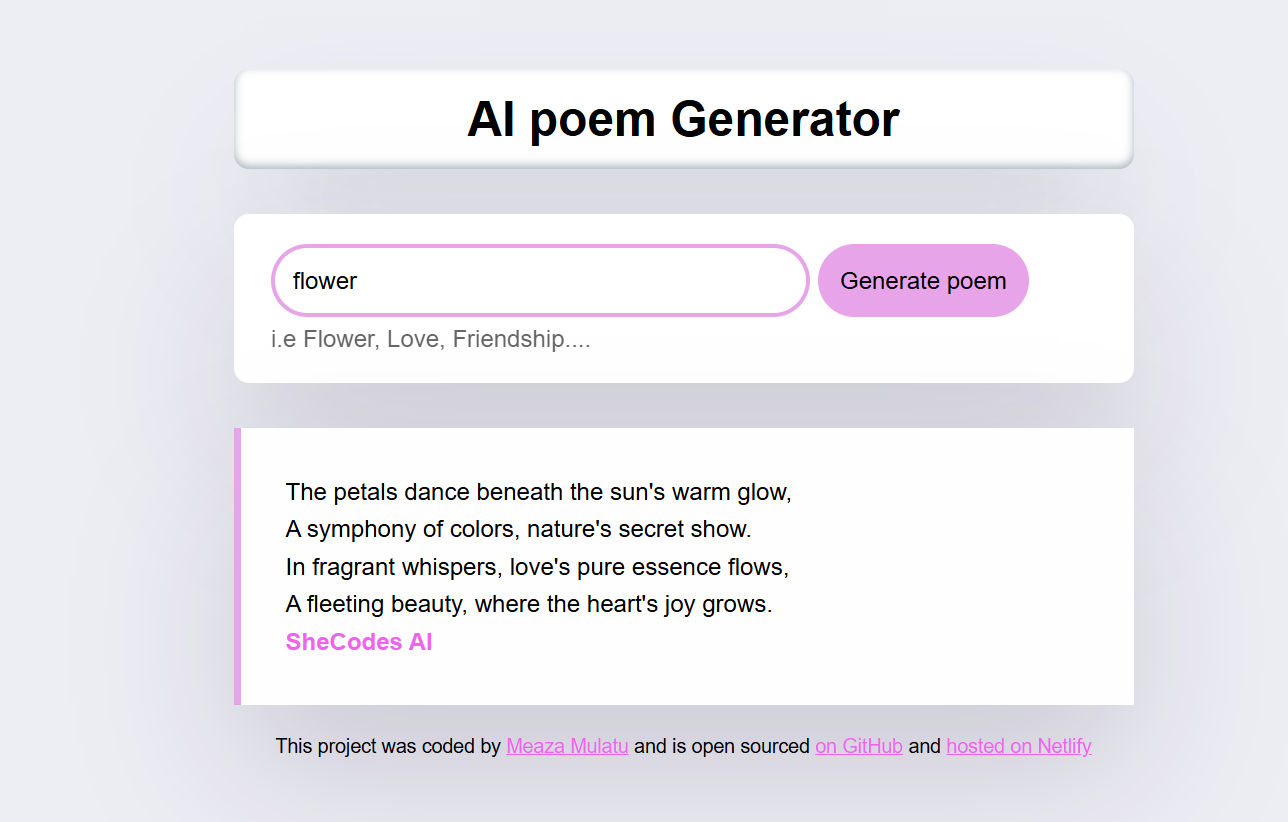 AI poem Generator
flower
Generate poem
i.e Flower, Love, Friendship....
The petals dance beneath the sun's warm glow,
A symphony of colors, nature's secret show.
In fragrant whispers, love's pure essence flows,
A fleeting beauty, where the heart's joy grows.
SheCodes AI
This project was coded by Meaza Mulatu and is open sourced on GitHub and hosted on Netlify